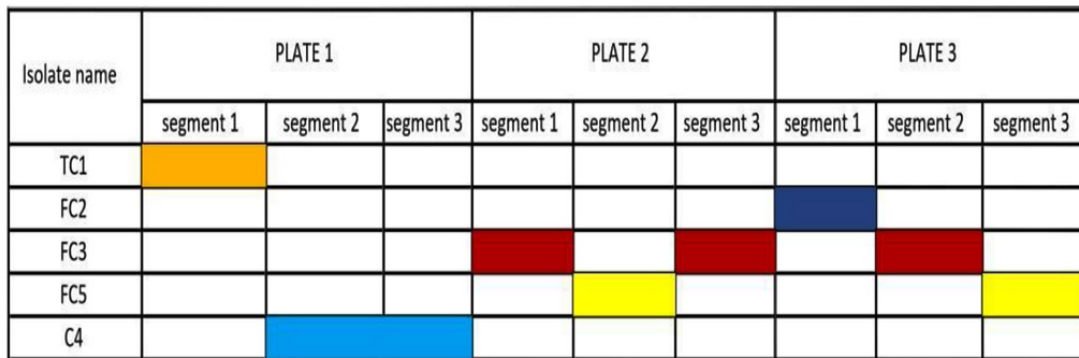 Isolate name PLATE 1 PLATE 2 PLATE 3
segment 1 segment 2 segment 3 segment 1 segment 2 segment 3 segment 1 segment 2 segment 3
TC1
FC2
FC3
FC5
C4